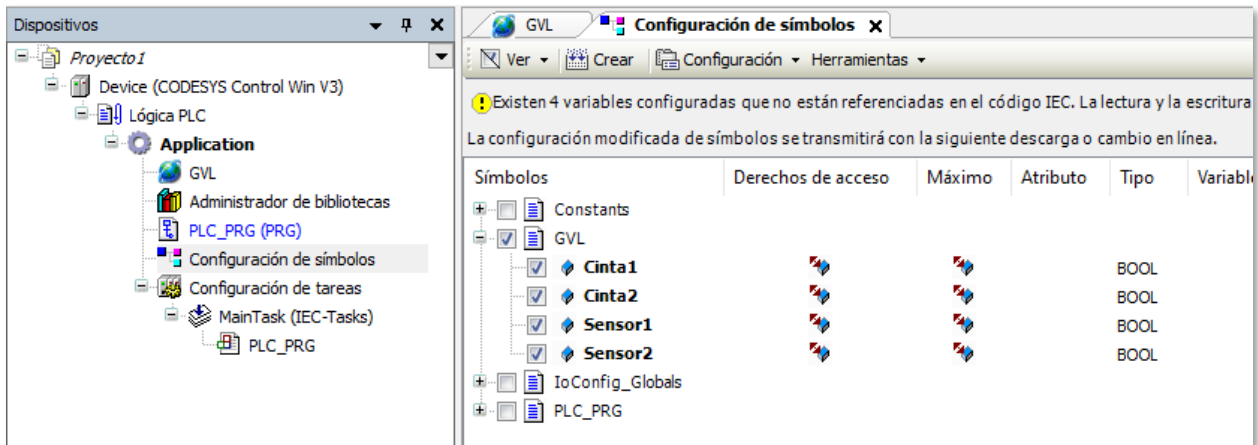 Dispositivos
Proyecto1
Device (CODESYS Control Win V3)
Lógica PLC
Application
GVL
Administrador de bibliotecas
PLC_PRG (PRG)
Configuración de símbolos
Configuración de tareas
MainTask (IEC-Tasks)
PLC_PRG
GVL Configuración de símbolos
Ver Crear Configuración Herramientas
Existen 4 variables configuradas que no están referenciadas en el código IEC. La lectura y la escritura
La configuración modificada de símbolos se transmitirá con la siguiente descarga o cambio en línea.
Símbolos Derechos de acceso Máximo Atributo Tipo Variabl
Constants
GVL
Cinta1 BOOL
Cinta2 BOOL
Sensor1 BOOL
Sensor2 BOOL
IoConfig_Globals
PLC_PRG